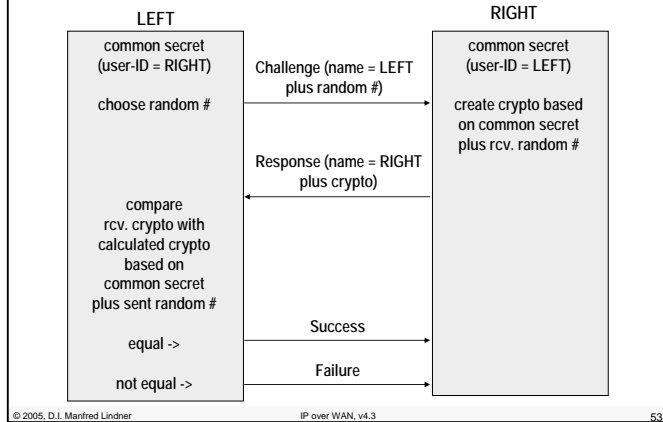 LEFT
RIGHT
common secret
(user-ID = RIGHT)
choose random #
Challenge (name = LEFT
plus random #)
common secret
(user-ID = LEFT)
create crypto based
on common secret
plus rcv. random #
Response (name = RIGHT
plus crypto)
compare
rcv. crypto with
calculated crypto
based on
common secret
plus sent random #
equal ->
Success
not equal ->
Failure
© 2005, D.I. Manfred Lindner
IP over WAN, v4.3
53